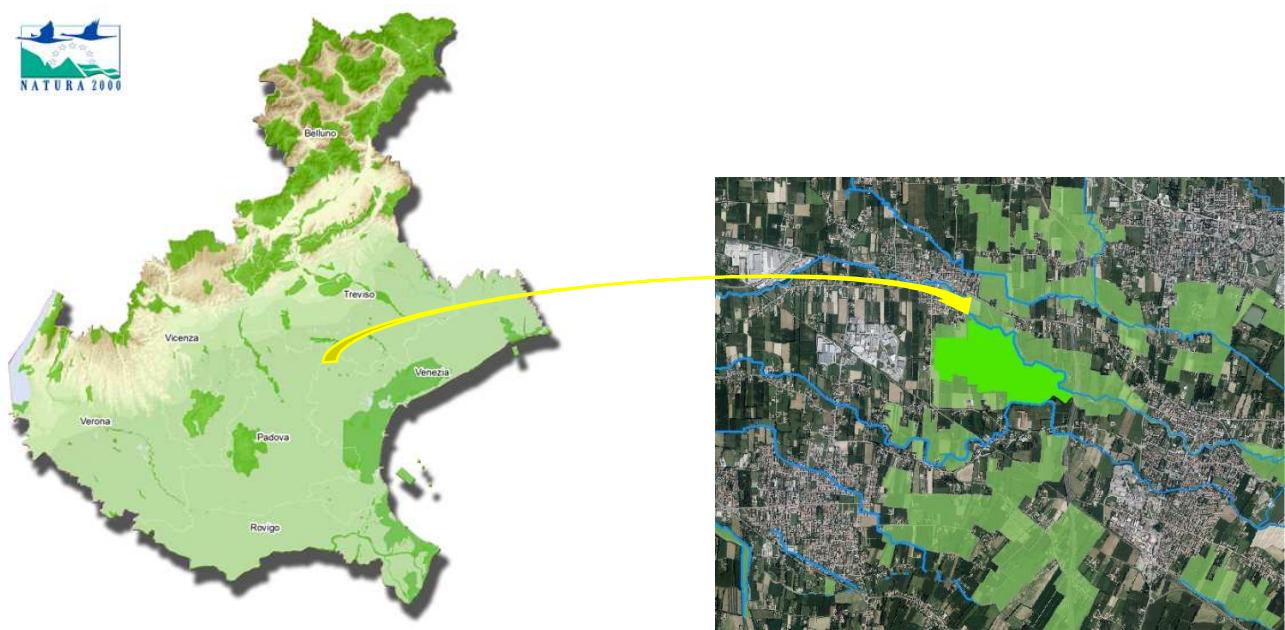 NATURA 2000
Belluno
Treviso
Vicenza
Venezia
Verona
Padova
Rovigo